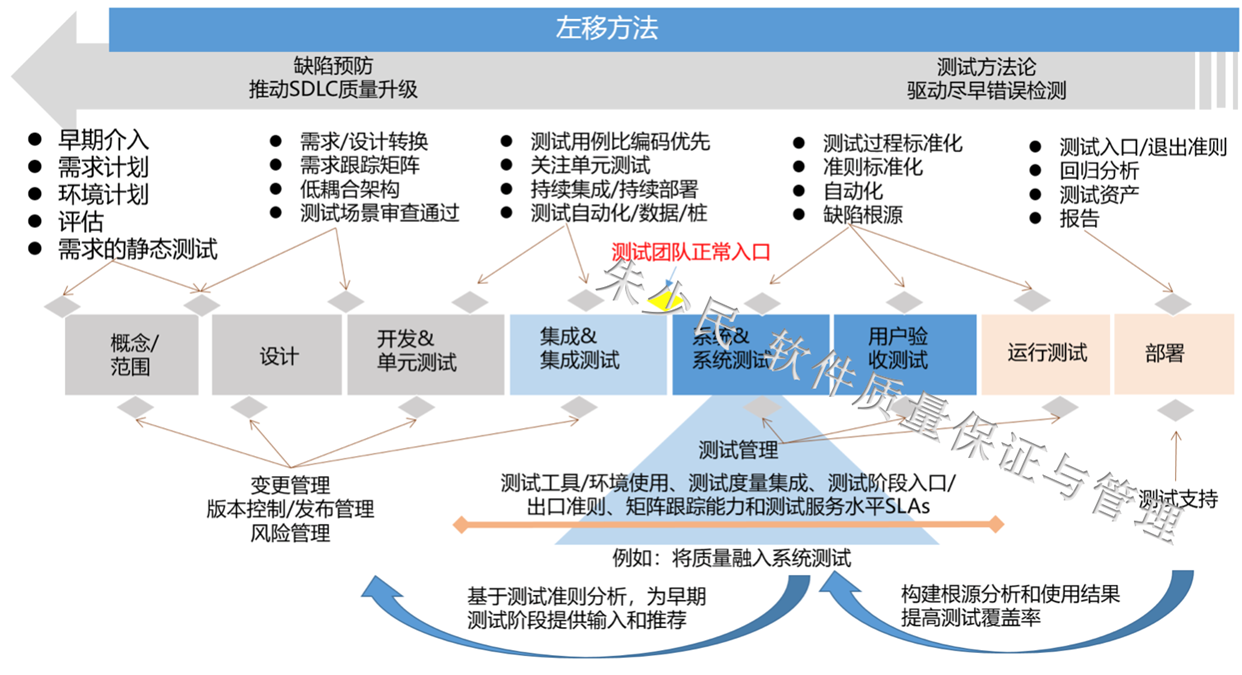 左移方法
缺陷预防
推动SDLC质量升级
测试方法论
驱动尽早错误检测
早期介入
需求计划
环境计划
评估
需求的静态测试
需求/设计转换
需求跟踪矩阵
低耦合架构
测试场景审查通过
测试用例比编码优先
关注单元测试
持续集成/持续部署
测试自动化/数据/桩
测试过程标准化
准则标准化
自动化
缺陷根源
测试入口/退出准则
回归分析
测试资产
报告
测试团队正常入口
概念/
范围
设计
开发&
单元测试
集成&
集成测试
系统&
系统测试
用户验
收测试
运行测试
部署
朱少民 软件质量保证与管理
变更管理
版本控制/发布管理
风险管理
测试管理
测试工具/环境使用、测试度量集成、测试阶段入口/
出口准则、矩阵跟踪能力和测试服务水平SLAs
测试支持
例如：将质量融入系统测试
基于测试准则分析，为早期
测试阶段提供输入和推荐
构建根源分析和使用结果
提高测试覆盖率